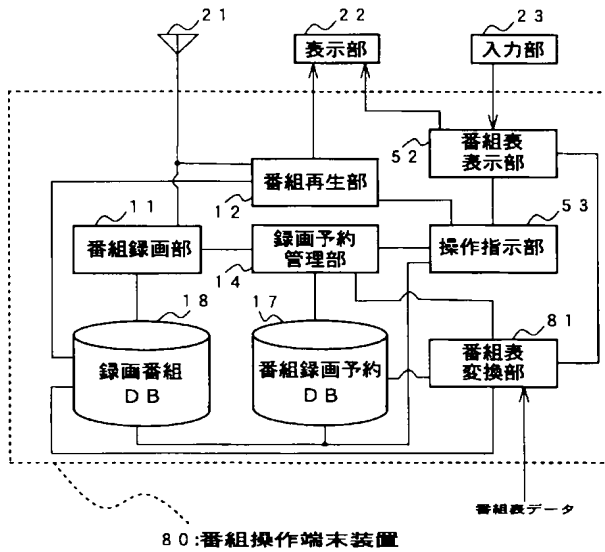 21
22
23
表示部
入力部
52
番組表
表示部
番組再生部
12
53
11
番組録画部
録画予約
管理部
14
操作指示部
18
17
81
録画番組
DB
番組録画予約
DB
番組表
変換部
番組表データ
80:番組操作端末装置